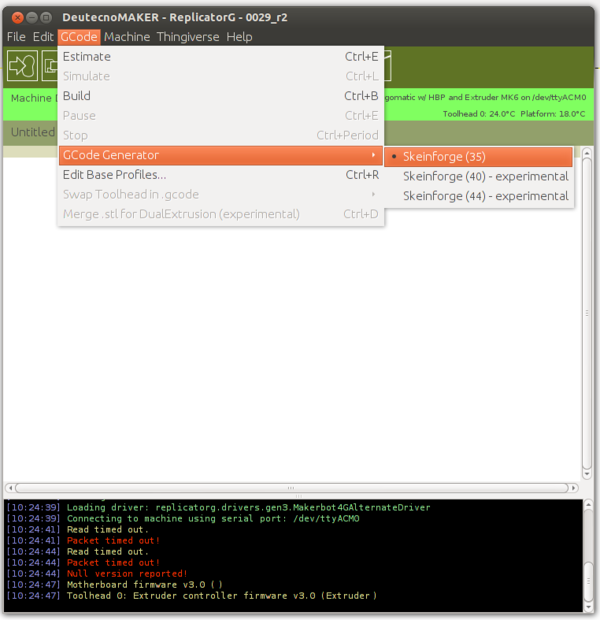 DeutecnoMAKER - ReplicatorG - 0029_r2
File Edit GCode Machine Thingiverse Help
Estimate Ctrl+E
Simulate Ctrl+L
Build Ctrl+B
Pause Ctrl+E
Stop Ctrl+Period
GCode Generator
Edit Base Profiles... Ctrl+R
Swap Toolhead in .gcode
Merge .stl for DualExtrusion (experimental) Ctrl+D
Skeinforge (35)
Skeinforge (40) - experimental
Skeinforge (44) - experimental
Machine
gomatic w/ HBP and Extruder MK6 on /dev/ttyACM0
Toolhead 0: 24.0°C Platform: 18.0°C
Untitled
[10:24:39] Loading driver: replicatorg.drivers.gen3.Makerbot4GAlternateDriver
[10:24:39] Connecting to machine using serial port: /dev/ttyACM0
[10:24:41] Read timed out.
[10:24:41] Packet timed out!
[10:24:44] Read timed out.
[10:24:44] Packet timed out!
[10:24:44] Null version reported!
[10:24:47] Motherboard firmware v3.0 ()
[10:24:47] Toolhead 0: Extruder controller firmware v3.0 (Extruder)